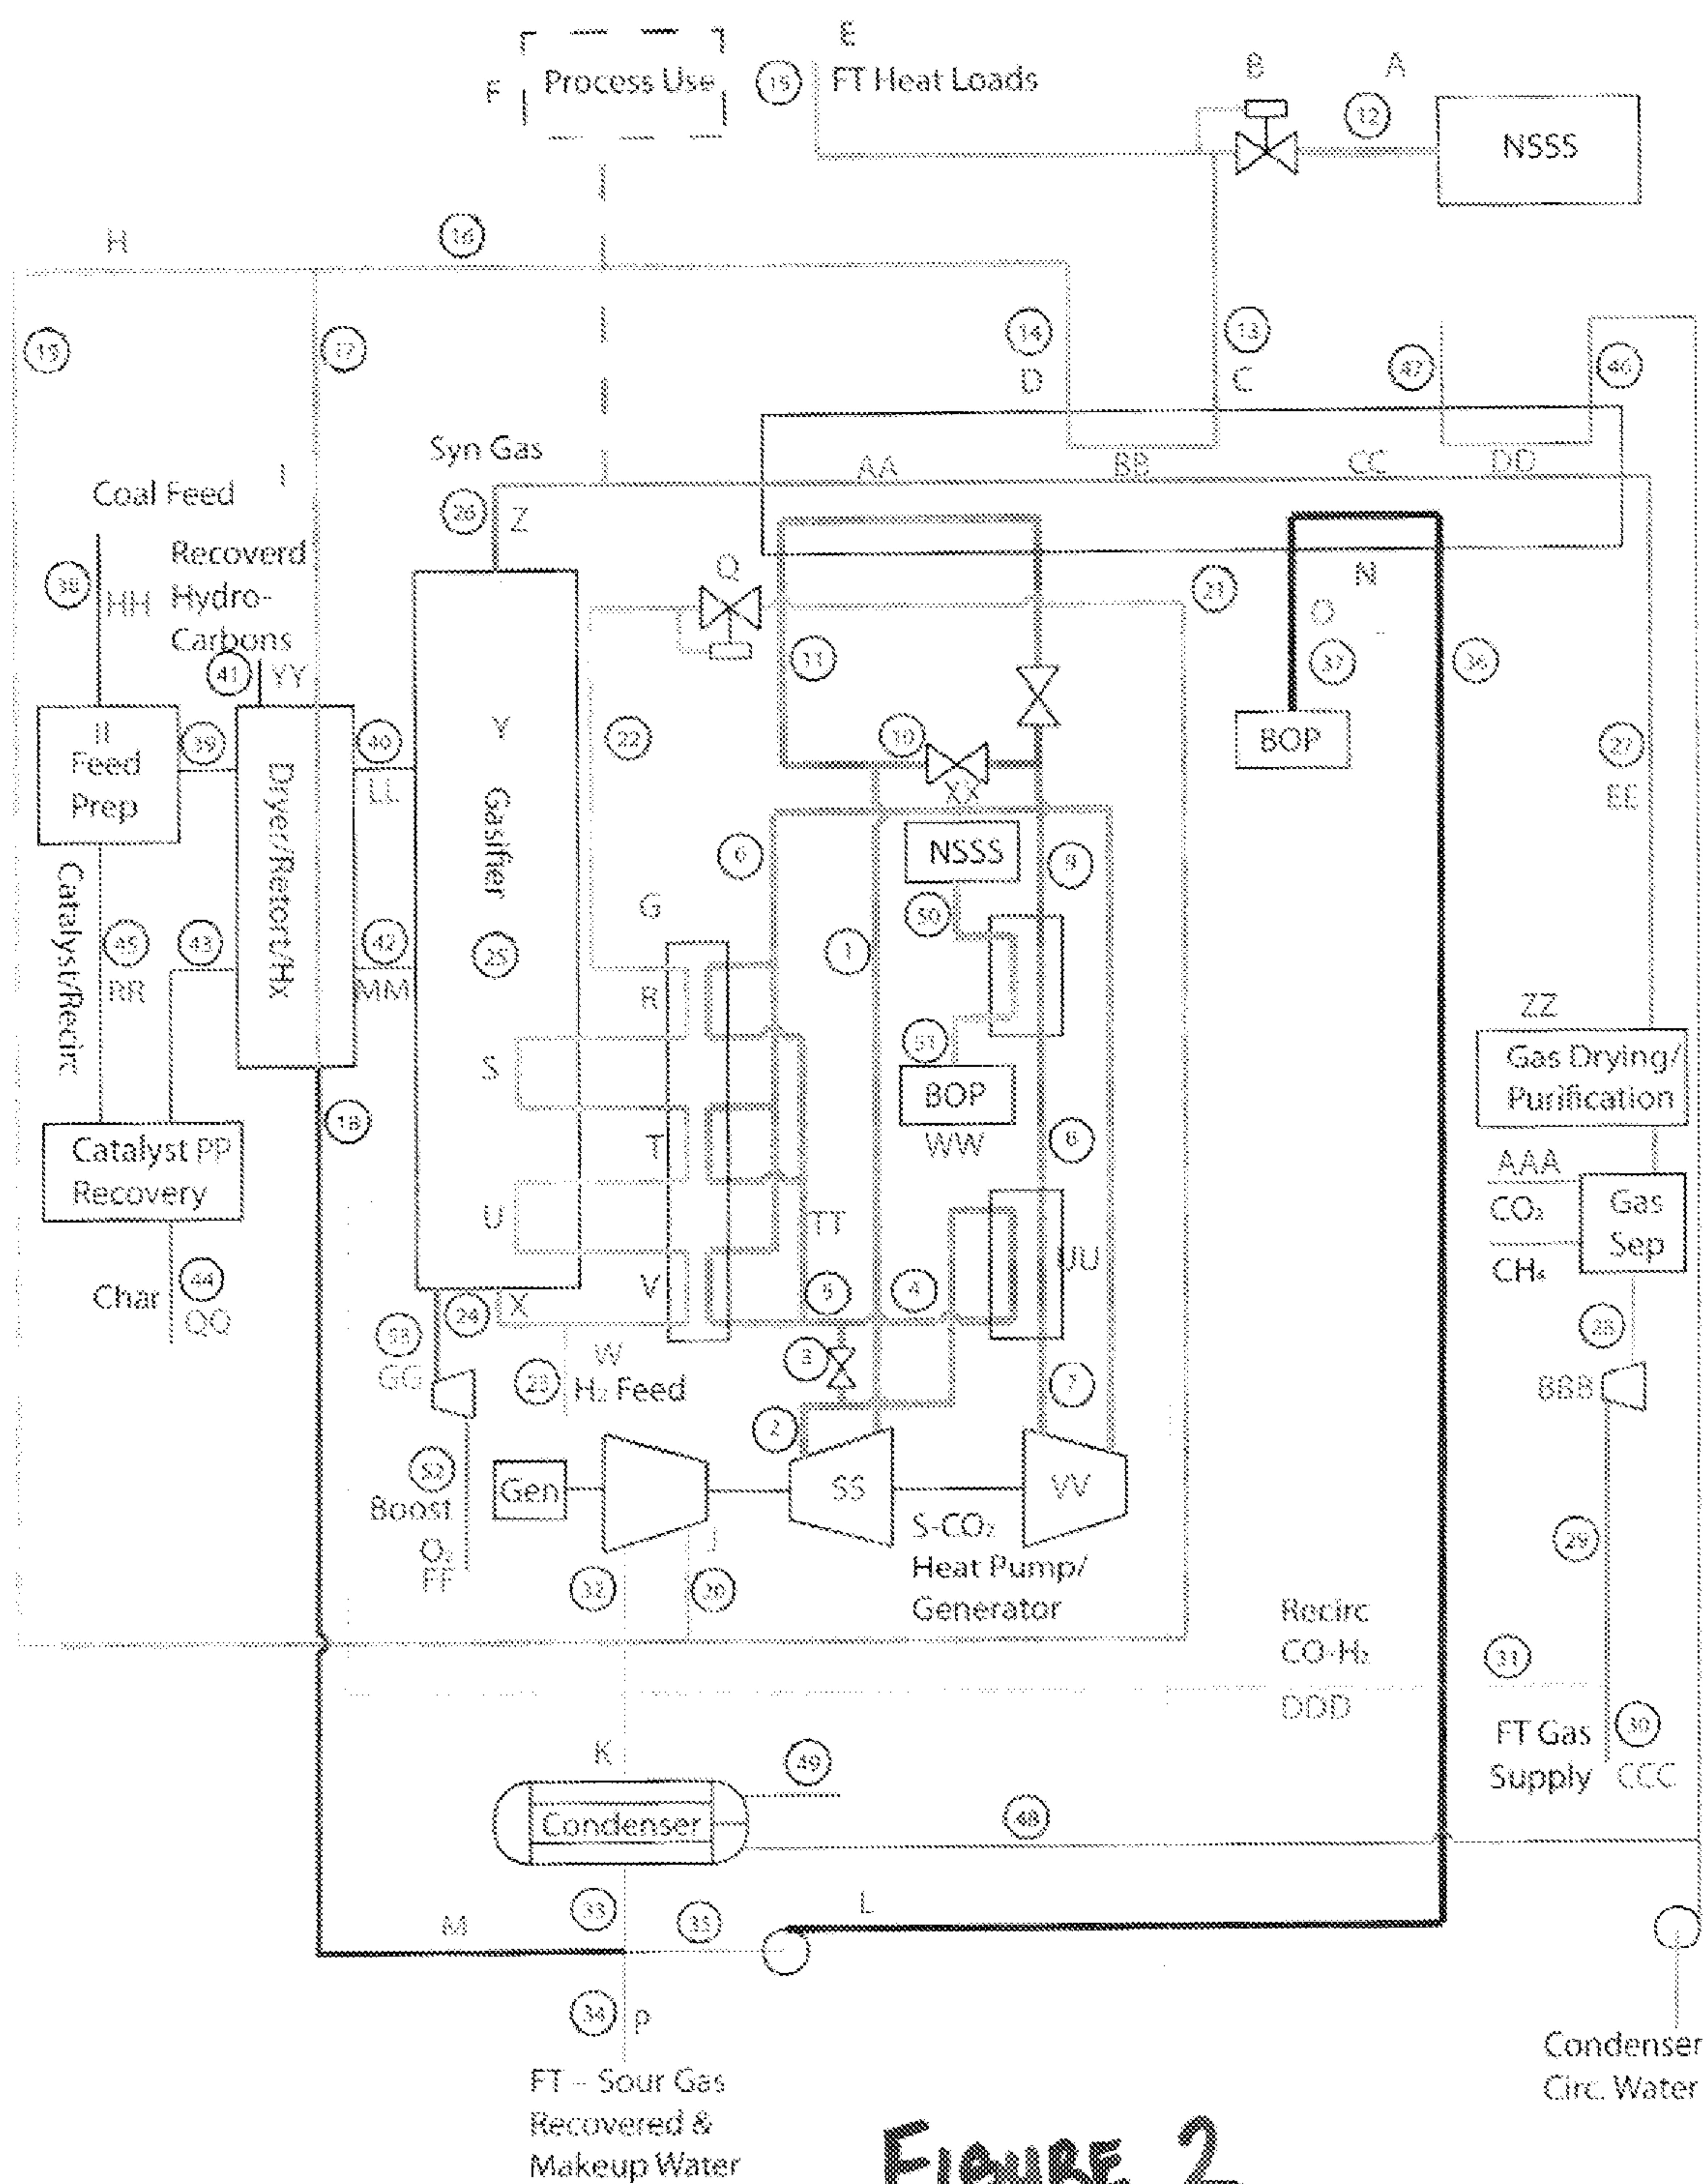 E
F
Process Use
15
FT Heat Loads
B
A
12
NSSS
H
16
15
17
14
13
D
C
47
46
Syn Gas
AA
BB
CC
DD
Coal Feed
I
26
Z
38
HH
Recoverd
Hydro-
Carbons
41
YY
Q
21
N
O
11
37
36
II
Feed
Prep
39
40
LL
Dryer/Retort/Hx
Y
Gasifier
25
22
10
XX
BOP
27
EE
NSSS
9
G
50
1
Catalyst/Recirc
45
RR
43
42
MM
R
S
51
BOP
WW
6
ZZ
Gas Drying/
Purification
18
T
Catalyst PP
Recovery
AAA
CO₂
CH₄
Gas
Sep
U
TT
UU
V
5
4
Char
44
QQ
24
X
GG
W
3
23
H₂ Feed
7
28
BBB
2
52
Boost
O₂
FF
Gen
SS
VV
J
32
20
S-CO₂
Heat Pump/
Generator
29
Recirc
CO-H₂
DDD
31
FT Gas
Supply
30
CCC
K
49
Condenser
48
33
35
L
M
34
P
FT – Sour Gas
Recovered &
Makeup Water
Condenser
Circ. Water
FIGURE 2